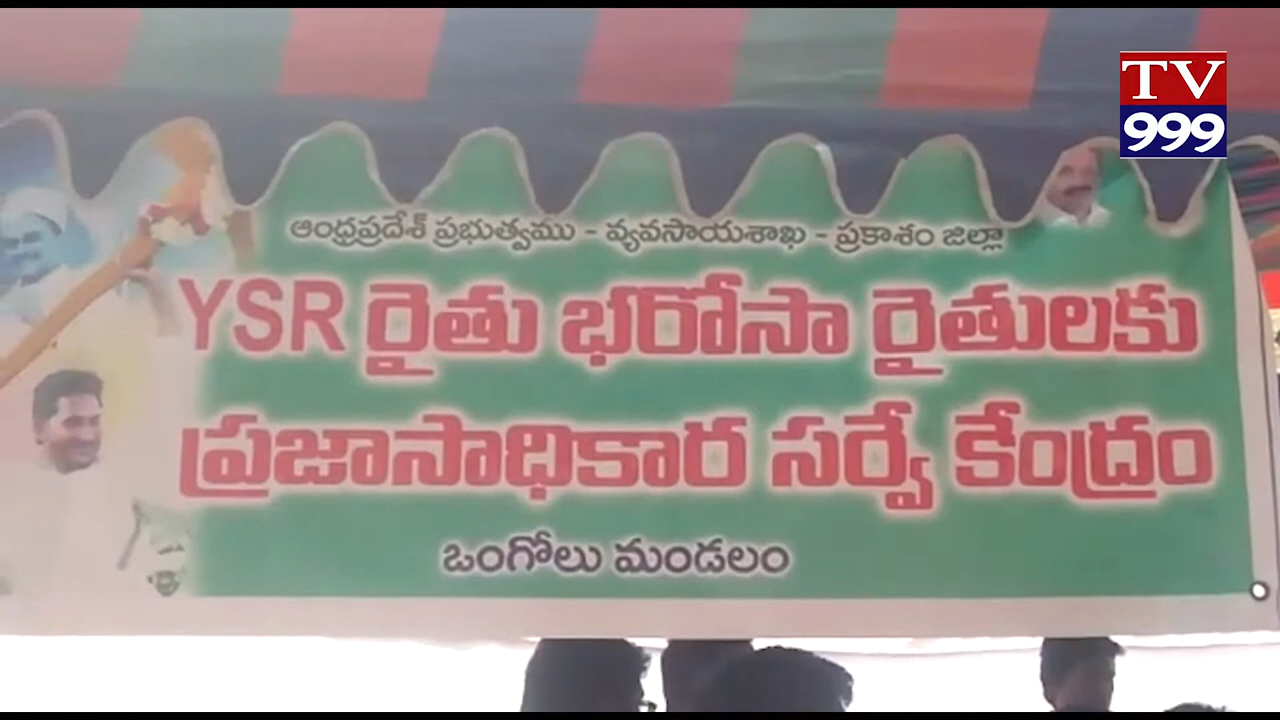 TV
999
ఆంధ్రప్రదేశ్ ప్రభుత్వము - వ్యవసాయశాఖ - ప్రకాశం జిల్లా
YSR రైతు భరోసా రైతులకు
ప్రజాసాధికార సర్వే కేంద్రం
ఒంగోలు మండలం